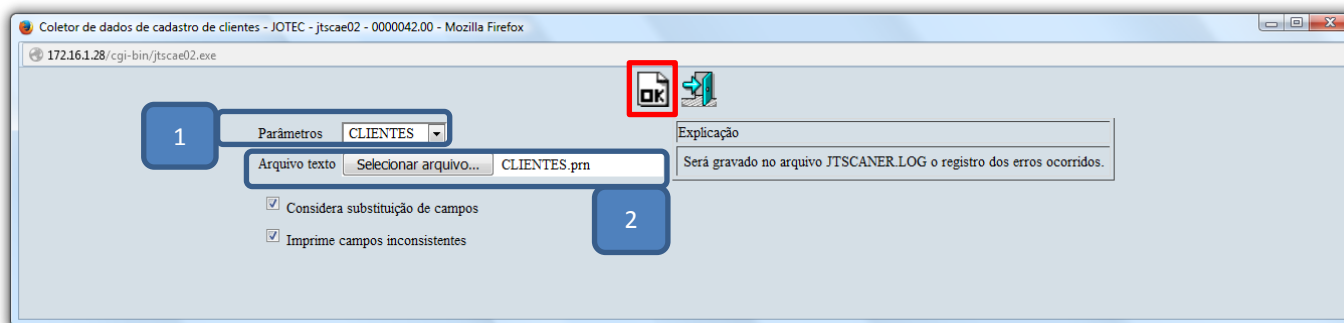 Coletor de dados de cadastro de clientes - JOTEC - jtscae02 - 0000042.00 - Mozilla Firefox
172.16.1.28/cgi-bin/jtscae02.exe
OK
1
Parâmetros CLIENTES
Explicação
Arquivo texto Selecionar arquivo... CLIENTES.prn
Será gravado no arquivo JTSCANER.LOG o registro dos erros ocorridos.
Considera substituição de campos
2
Imprime campos inconsistentes